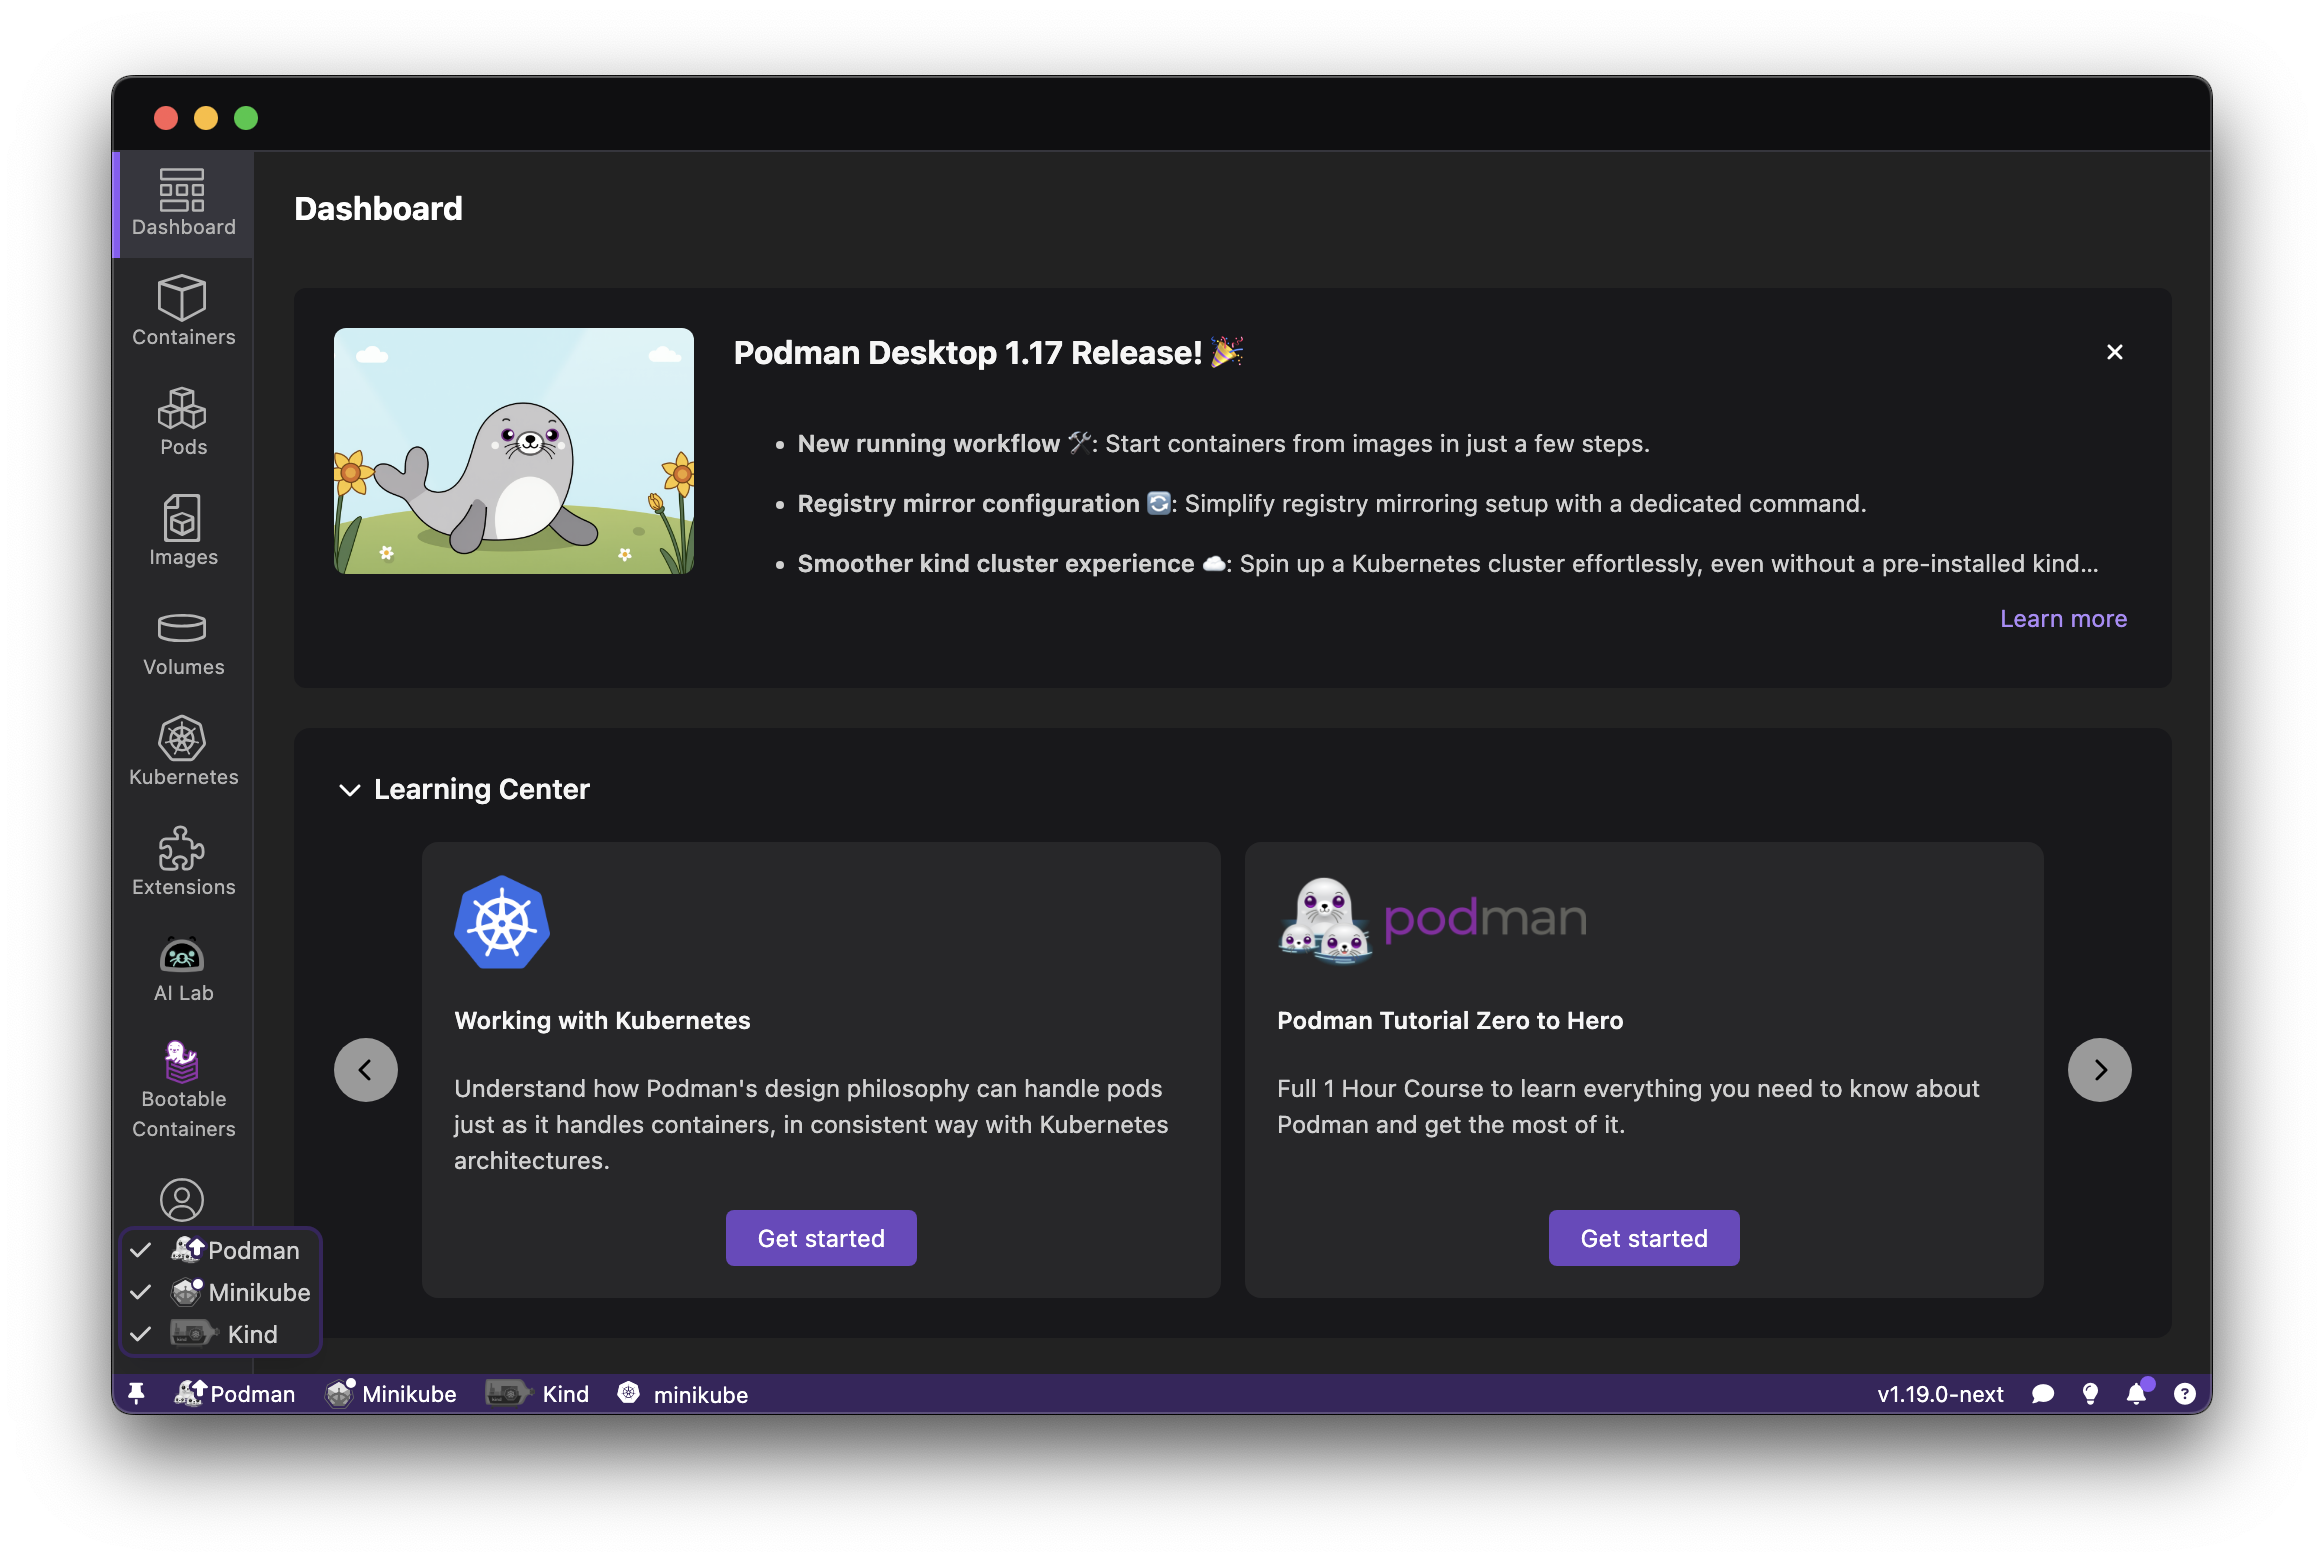 Dashboard
Containers
Pods
Images
Volumes
Kubernetes
Extensions
AI Lab
Bootable
Containers
Podman
Minikube
Kind
Dashboard
Podman Desktop 1.17 Release! 🎉
• New running workflow 🛠️: Start containers from images in just a few steps.
• Registry mirror configuration 🔄: Simplify registry mirroring setup with a dedicated command.
• Smoother kind cluster experience ☁️: Spin up a Kubernetes cluster effortlessly, even without a pre-installed kind...
Learn more
Learning Center
Working with Kubernetes
Understand how Podman's design philosophy can handle pods
just as it handles containers, in consistent way with Kubernetes
architectures.
Get started
podman
Podman Tutorial Zero to Hero
Full 1 Hour Course to learn everything you need to know about
Podman and get the most of it.
Get started
Podman Minikube Kind minikube v1.19.0-next